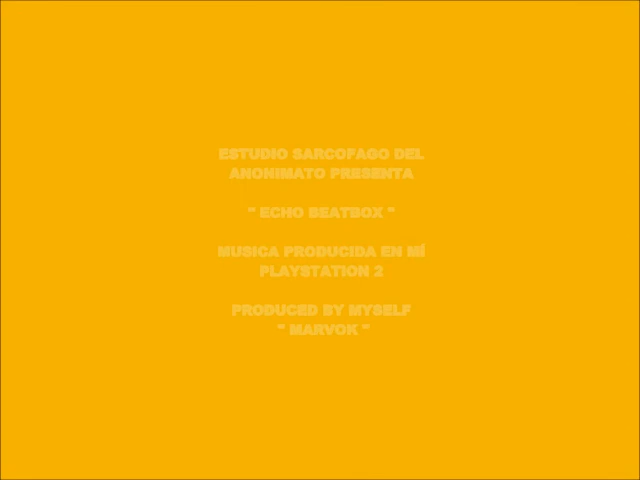 ESTUDIO SARCOFAGO DEL
ANONIMATO PRESENTA
" ECHO BEATBOX "
MUSICA PRODUCIDA EN MÍ
PLAYSTATION 2
PRODUCED BY MYSELF
" MARVOK "